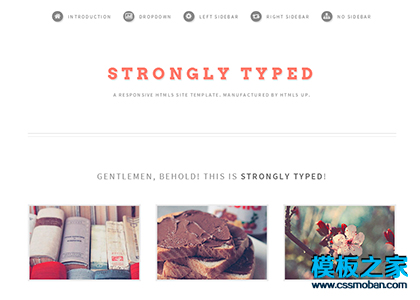 INTRODUCTION DROPDOWN LEFT SIDEBAR RIGHT SIDEBAR NO SIDEBAR
STRONGLY TYPED
A RESPONSIVE HTML5 SITE TEMPLATE. MANUFACTURED BY HTML5 UP.
GENTLEMEN, BEHOLD! THIS IS STRONGLY TYPED!
模板之家
www.cssmoban.com